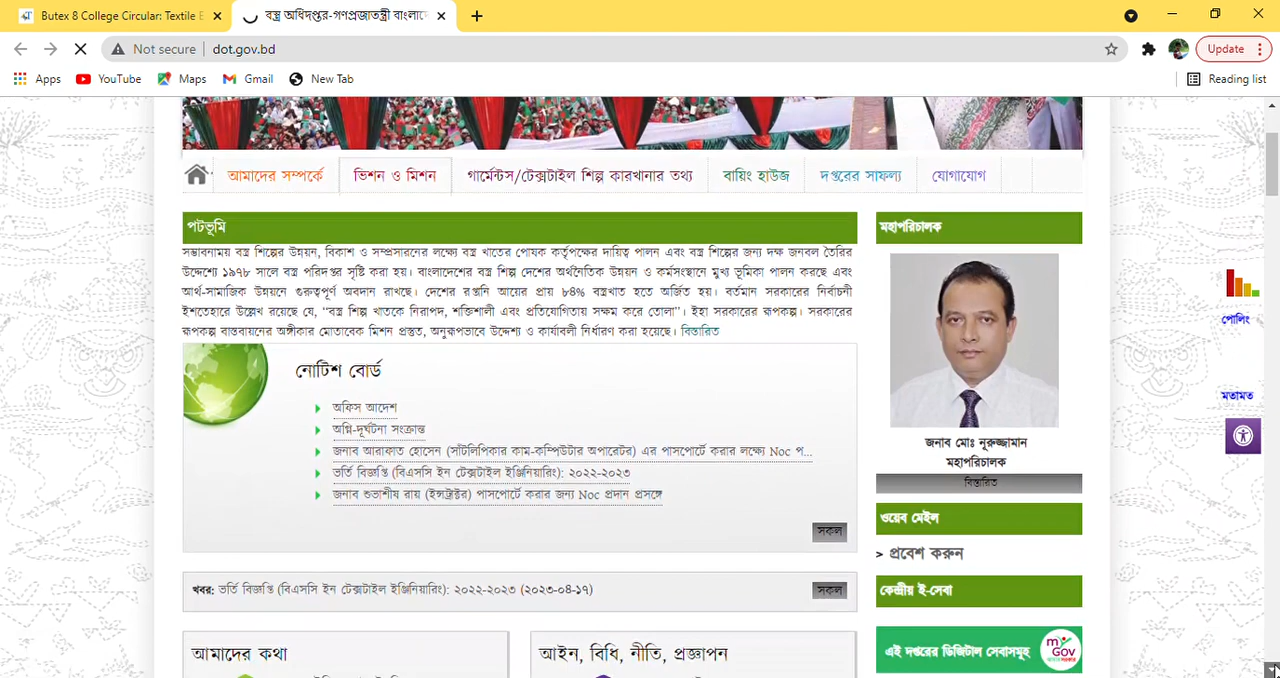 Butex 8 College Circular: Textile E
বস্ত্র অধিদপ্তর-গণপ্রজাতন্ত্রী বাংলাদে
Not secure
dot.gov.bd
Update
Apps
YouTube
Maps
Gmail
New Tab
Reading list
আমাদের সম্পর্কে
ভিশন ও মিশন
গার্মেন্টস/টেক্সটাইল শিল্প কারখানার তথ্য
বায়িং হাউজ
দপ্তরের সাফল্য
যোগাযোগ
পটভূমি
সম্ভাবনাময় বস্ত্র শিল্পের উন্নয়ন, বিকাশ ও সম্প্রসারনের লক্ষ্যে বস্ত্র খাতের পোষক কর্তৃপক্ষের দায়িত্ব পালন এবং বস্ত্র শিল্পের জন্য দক্ষ জনবল তৈরির
উদ্দেশ্যে ১৯৭৮ সালে বস্ত্র পরিদপ্তর সৃষ্টি করা হয়। বাংলাদেশের বস্ত্র শিল্প দেশের অর্থনৈতিক উন্নয়ন ও কর্মসংস্থানে মুখ্য ভূমিকা পালন করছে এবং
আর্থ-সামাজিক উন্নয়নে গুরুত্বপূর্ণ অবদান রাখছে। দেশের রপ্তানি আয়ের প্রায় ৮৪% বস্ত্রখাত হতে অর্জিত হয়। বর্তমান সরকারের নির্বাচনী
ইশতেহারে উল্লেখ রয়েছে যে, “বস্ত্র শিল্প খাতকে নিরাপদ, শক্তিশালী এবং প্রতিযোগিতায় সক্ষম করে তোলা”। ইহা সরকারের রূপকল্প। সরকারের
রূপকল্প বাস্তবায়নের অঙ্গীকার মোতাবেক মিশন প্রস্তুত, অনুরূপভাবে উদ্দেশ্য ও কার্যাবলী নির্ধারণ করা হয়েছে। বিস্তারিত
নোটিশ বোর্ড
অফিস আদেশ
অগ্নি-দূর্ঘটনা সংক্রান্ত
জনাব আরাফাত হোসেন (সাঁটলিপিকার কাম-কম্পিউটার অপারেটর) এর পাসপোর্টে করার লক্ষ্যে Noc প...
ভর্তি বিজ্ঞপ্তি (বিএসসি ইন টেক্সটাইল ইঞ্জিনিয়ারিং): ২০২২-২০২৩
জনাব শুভাশীষ রায় (ইন্সট্রাক্টর) পাসপোর্টে করার জন্য Noc প্রদান প্রসঙ্গে
সকল
খবর: ভর্তি বিজ্ঞপ্তি (বিএসসি ইন টেক্সটাইল ইঞ্জিনিয়ারিং): ২০২২-২০২৩ (২০২৩-০৪-১৭)
সকল
আমাদের কথা
আইন, বিধি, নীতি, প্রজ্ঞাপন
মহাপরিচালক
জনাব মোঃ নূরুজ্জামান
মহাপরিচালক
বিস্তারিত
ওয়েব মেইল
> প্রবেশ করুন
কেন্দ্রীয় ই-সেবা
এই দপ্তরের ডিজিটাল সেবাসমূহ
myGov
পোলিং
মতামত